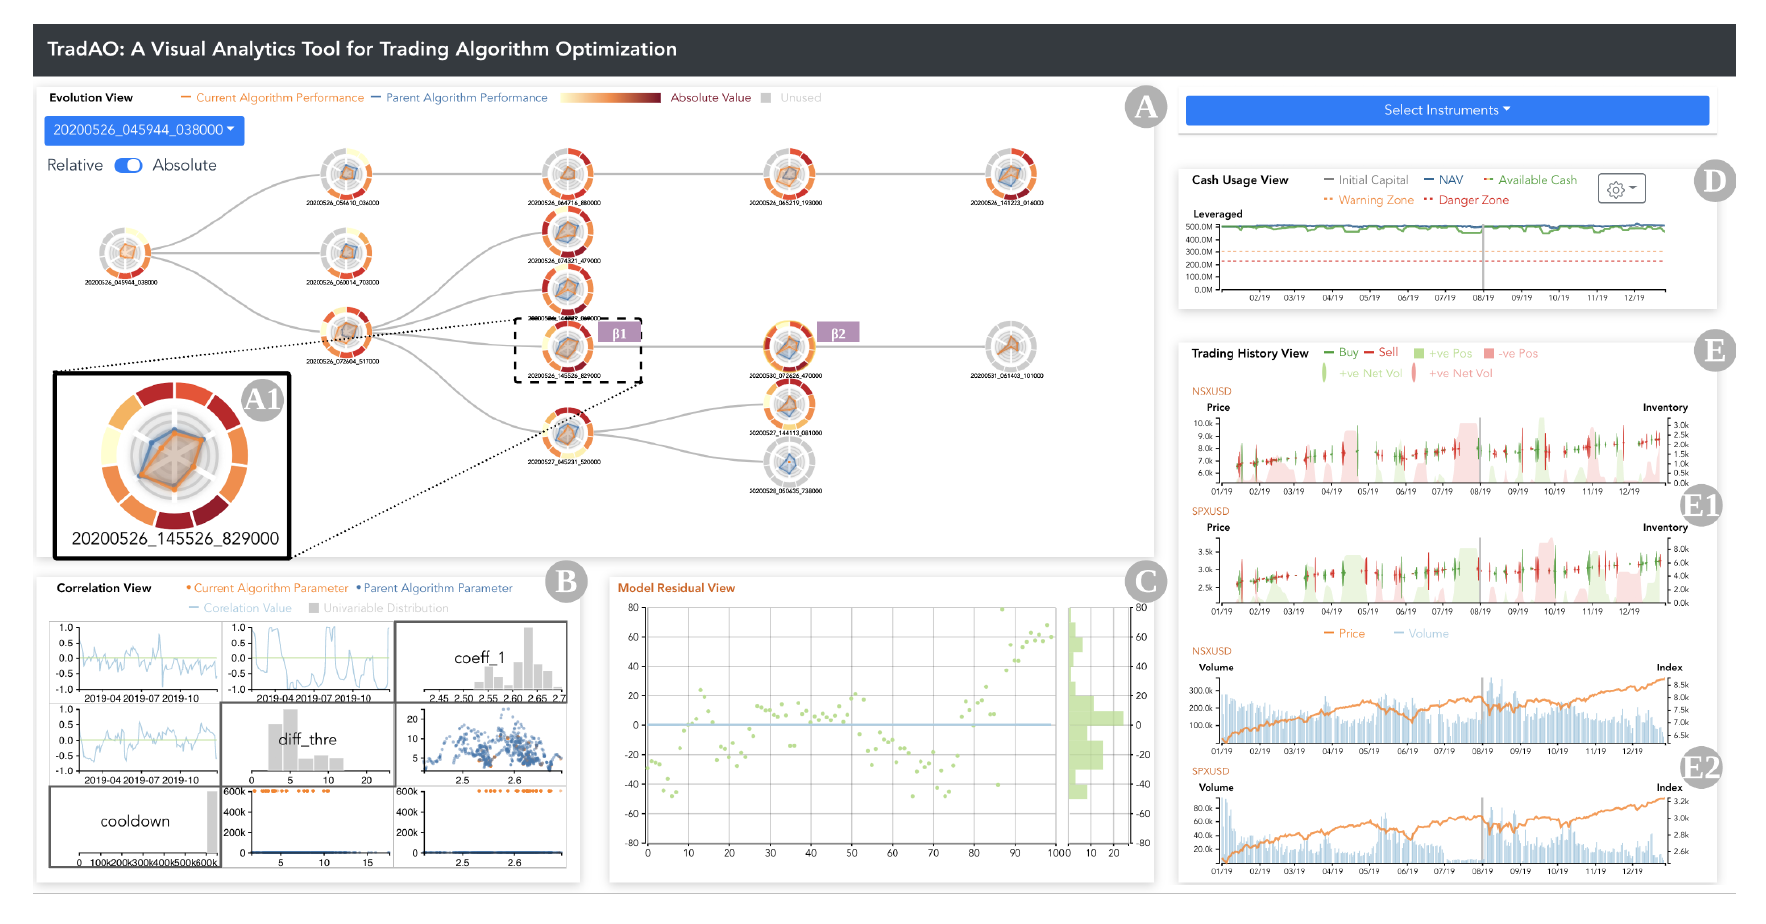 TradAO: A Visual Analytics Tool for Trading Algorithm Optimization
Evolution View
Current Algorithm Performance
Parent Algorithm Performance
Absolute Value
Unused
A
20200526_045944_038000
Relative
Absolute
20200526_045944_038000
20200526_054610_036000
20200526_064716_880000
20200526_065219_193000
20200526_141223_016000
20200526_060014_703000
20200526_074321_479000
20200526_072604_517000
β1
β2
20200526_145526_829000
20200530_072626_470000
20200531_061403_101000
20200527_045231_520000
20200527_144113_081000
20200528_050635_738000
A1
20200526_145526_829000
Select Instruments
Cash Usage View
Initial Capital
NAV
Available Cash
Warning Zone
Danger Zone
D
Leveraged
500.0M
400.0M
300.0M
200.0M
100.0M
0.0M
02/19 03/19 04/19 05/19 06/19 07/19 08/19 09/19 10/19 11/19 12/19
Trading History View
Buy
Sell
+ve Pos
-ve Pos
+ve Net Vol
+ve Net Vol
E
NSXUSD
Price
Inventory
10.0k
9.0k
8.0k
7.0k
6.0k
3.0k
2.5k
2.0k
1.5k
1.0k
0.5k
0.0k
01/19 02/19 03/19 04/19 05/19 06/19 07/19 08/19 09/19 10/19 11/19 12/19
E1
SPXUSD
Price
Inventory
3.5k
3.0k
2.5k
8.0k
6.0k
4.0k
2.0k
0.0k
01/19 02/19 03/19 04/19 05/19 06/19 07/19 08/19 09/19 10/19 11/19 12/19
Price
Volume
NSXUSD
Volume
Index
300.0k
200.0k
100.0k
8.5k
8.0k
7.5k
7.0k
6.5k
01/19 02/19 03/19 04/19 05/19 06/19 07/19 08/19 09/19 10/19 11/19 12/19
E2
SPXUSD
Volume
Index
80.0k
60.0k
40.0k
20.0k
3.2k
3.0k
2.8k
2.6k
01/19 02/19 03/19 04/19 05/19 06/19 07/19 08/19 09/19 10/19 11/19 12/19
Correlation View
Current Algorithm Parameter
Parent Algorithm Parameter
Corelation Value
Univariable Distribution
B
1.0
0.5
0.0
-0.5
-1.0
2019-04 2019-07 2019-10
1.0
0.5
0.0
-0.5
-1.0
2019-04 2019-07 2019-10
coeff_1
2.45 2.50 2.55 2.60 2.65 2.7
1.0
0.5
0.0
-0.5
-1.0
2019-04 2019-07 2019-10
diff_thre
0 5 10 20
20
10
5
2.5 2.6
cooldown
0 100k200k300k400k500k600k
600k
400k
200k
0
5 10 15
600k
400k
200k
0
2.5 2.6
Model Residual View
C
80
60
40
20
0
-20
-40
-60
-80
0 10 20 30 40 50 60 70 80 90 100
80
60
40
20
0
-20
-40
-60
-80
0 10 20